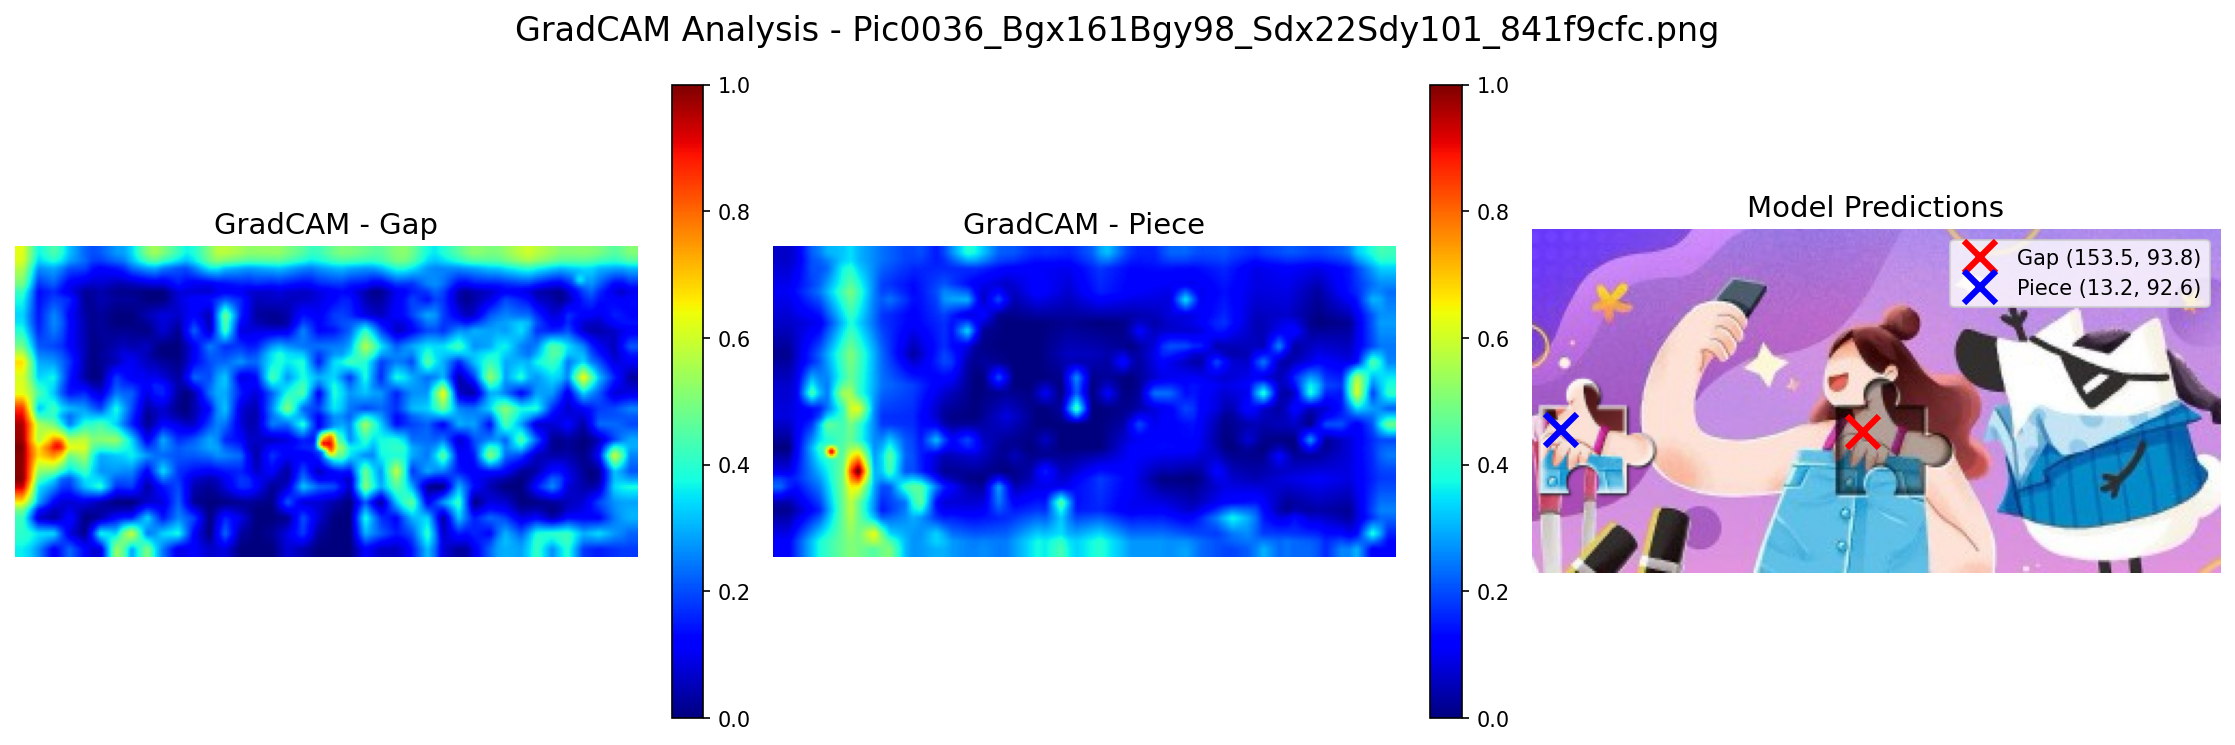 GradCAM Analysis - Pic0036_Bgx161Bgy98_Sdx22Sdy101_841f9cfc.png
GradCAM - Gap
1.0
0.8
0.6
0.4
0.2
0.0
GradCAM - Piece
1.0
0.8
0.6
0.4
0.2
0.0
Model Predictions
Gap (153.5, 93.8)
Piece (13.2, 92.6)